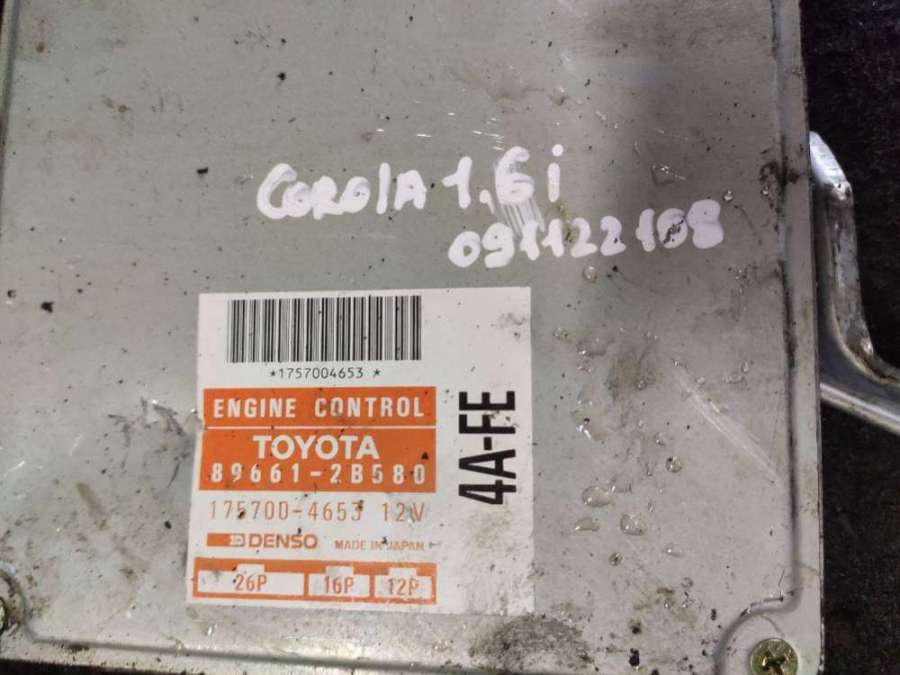 COROlA 1,6i
091122108
*1757004653 *
ENGINE CONTROL
TOYOTA
89661-2B580
175700-4653 12V
DENSO MADE IN JAPAN
26P 16P 12P
4A-FE